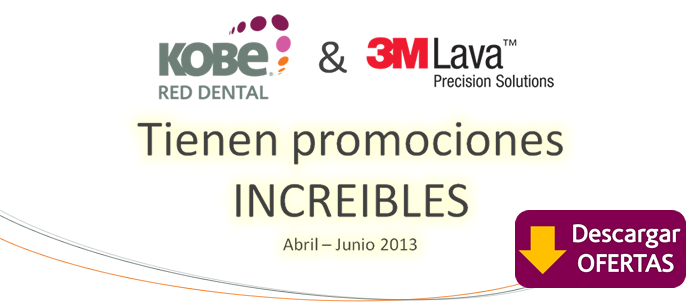 KOBE & 3M Lava™
RED DENTAL Precision Solutions
Tienen promociones
INCREIBLES
Abril – Junio 2013
Descargar
OFERTAS